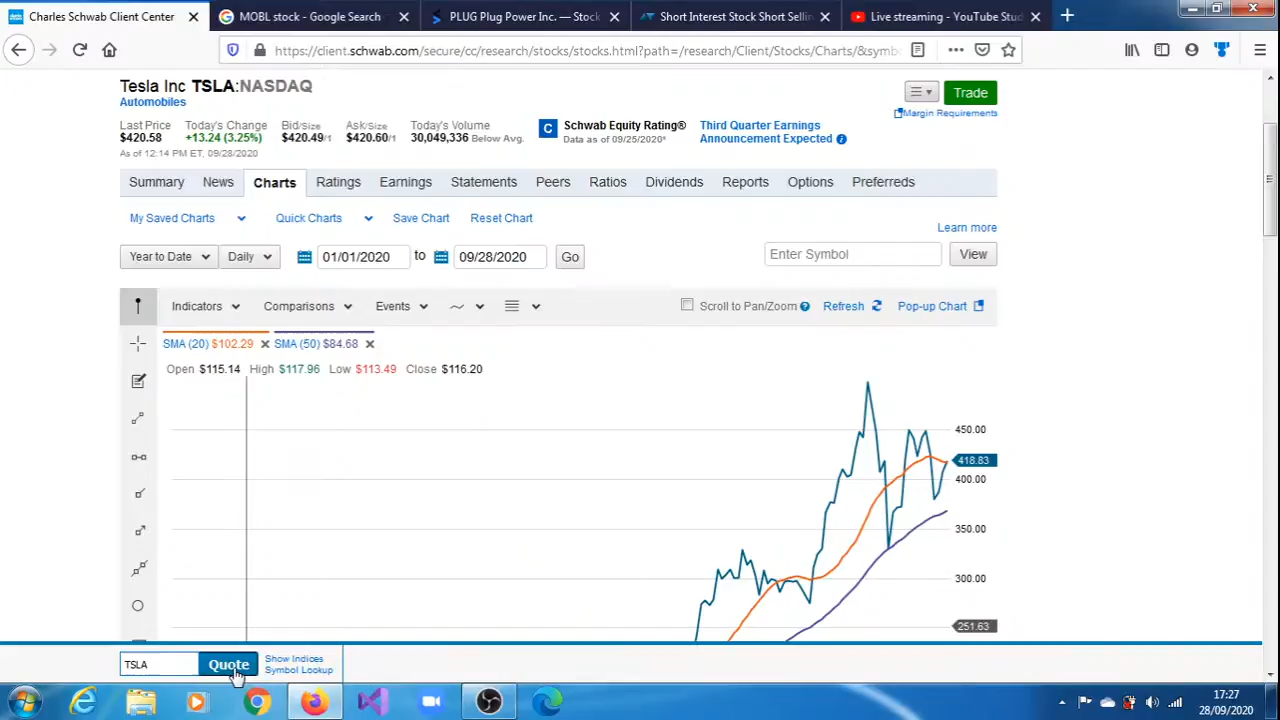 Charles Schwab Client Center
MOBL stock - Google Search
PLUG Plug Power Inc. — Stock
Short Interest Stock Short Sellin
Live streaming - YouTube Stud
https://client.schwab.com/secure/cc/research/stocks/stocks.html?path=/research/Client/Stocks/Charts/&symbo
Tesla Inc TSLA:NASDAQ
Automobiles
Trade
Margin Requirements
Last Price Today's Change Bid/Size Ask/Size Today's Volume
$420.58 +13.24 (3.25%) $420.49/1 $420.60/1 30,049,336 Below Avg.
As of 12:14 PM ET, 09/28/2020
C Schwab Equity Rating®
Data as of 09/25/2020*
Third Quarter Earnings
Announcement Expected
Summary News Charts Ratings Earnings Statements Peers Ratios Dividends Reports Options Preferreds
My Saved Charts Quick Charts Save Chart Reset Chart
Learn more
Year to Date Daily 01/01/2020 to 09/28/2020 Go Enter Symbol View
Indicators Comparisons Events Scroll to Pan/Zoom Refresh Pop-up Chart
SMA (20) $102.29 SMA (50) $84.68
Open $115.14 High $117.96 Low $113.49 Close $116.20
450.00
418.83
400.00
350.00
300.00
251.63
TSLA Quote
Show Indices
Symbol Lookup
17:27
28/09/2020